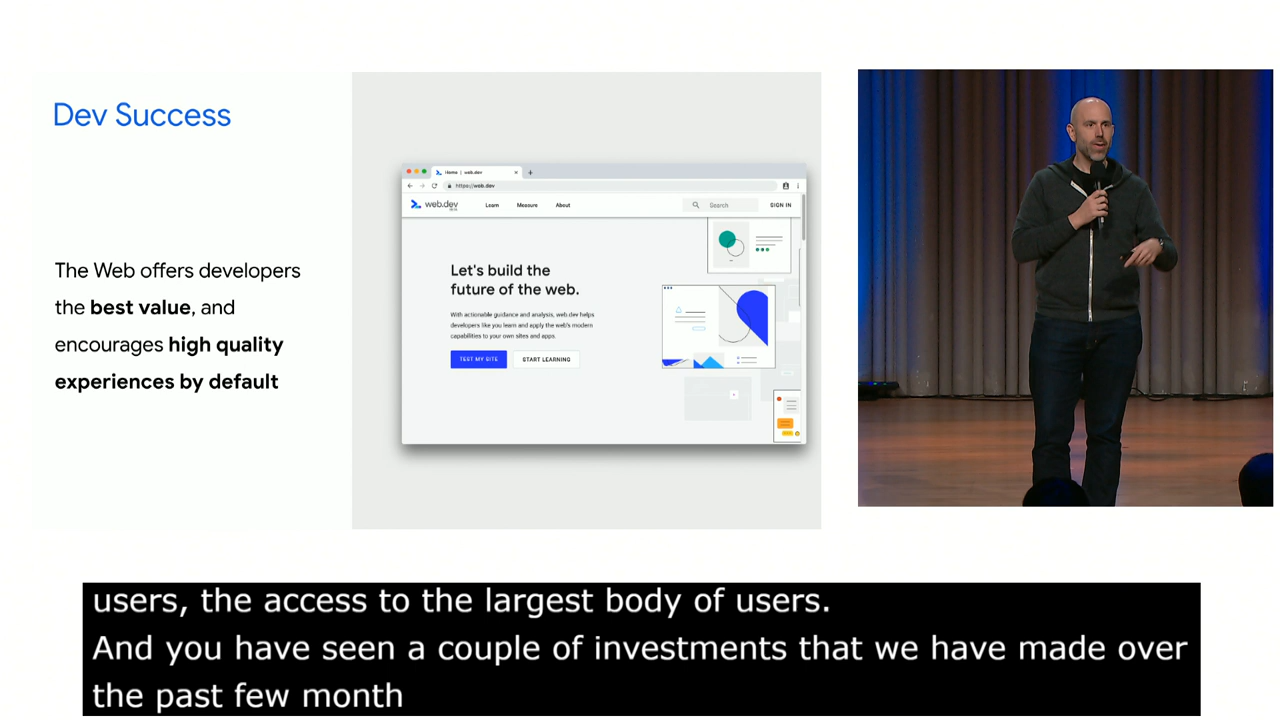 Dev Success
The Web offers developers
the best value, and
encourages high quality
experiences by default
Home | web.dev
https://web.dev
web.dev
BETA
Learn Measure About
Search
SIGN IN
Let's build the
future of the web.
With actionable guidance and analysis, web.dev helps
developers like you learn and apply the web's modern
capabilities to your own sites and apps.
TEST MY SITE
START LEARNING
users, the access to the largest body of users.
And you have seen a couple of investments that we have made over
the past few month